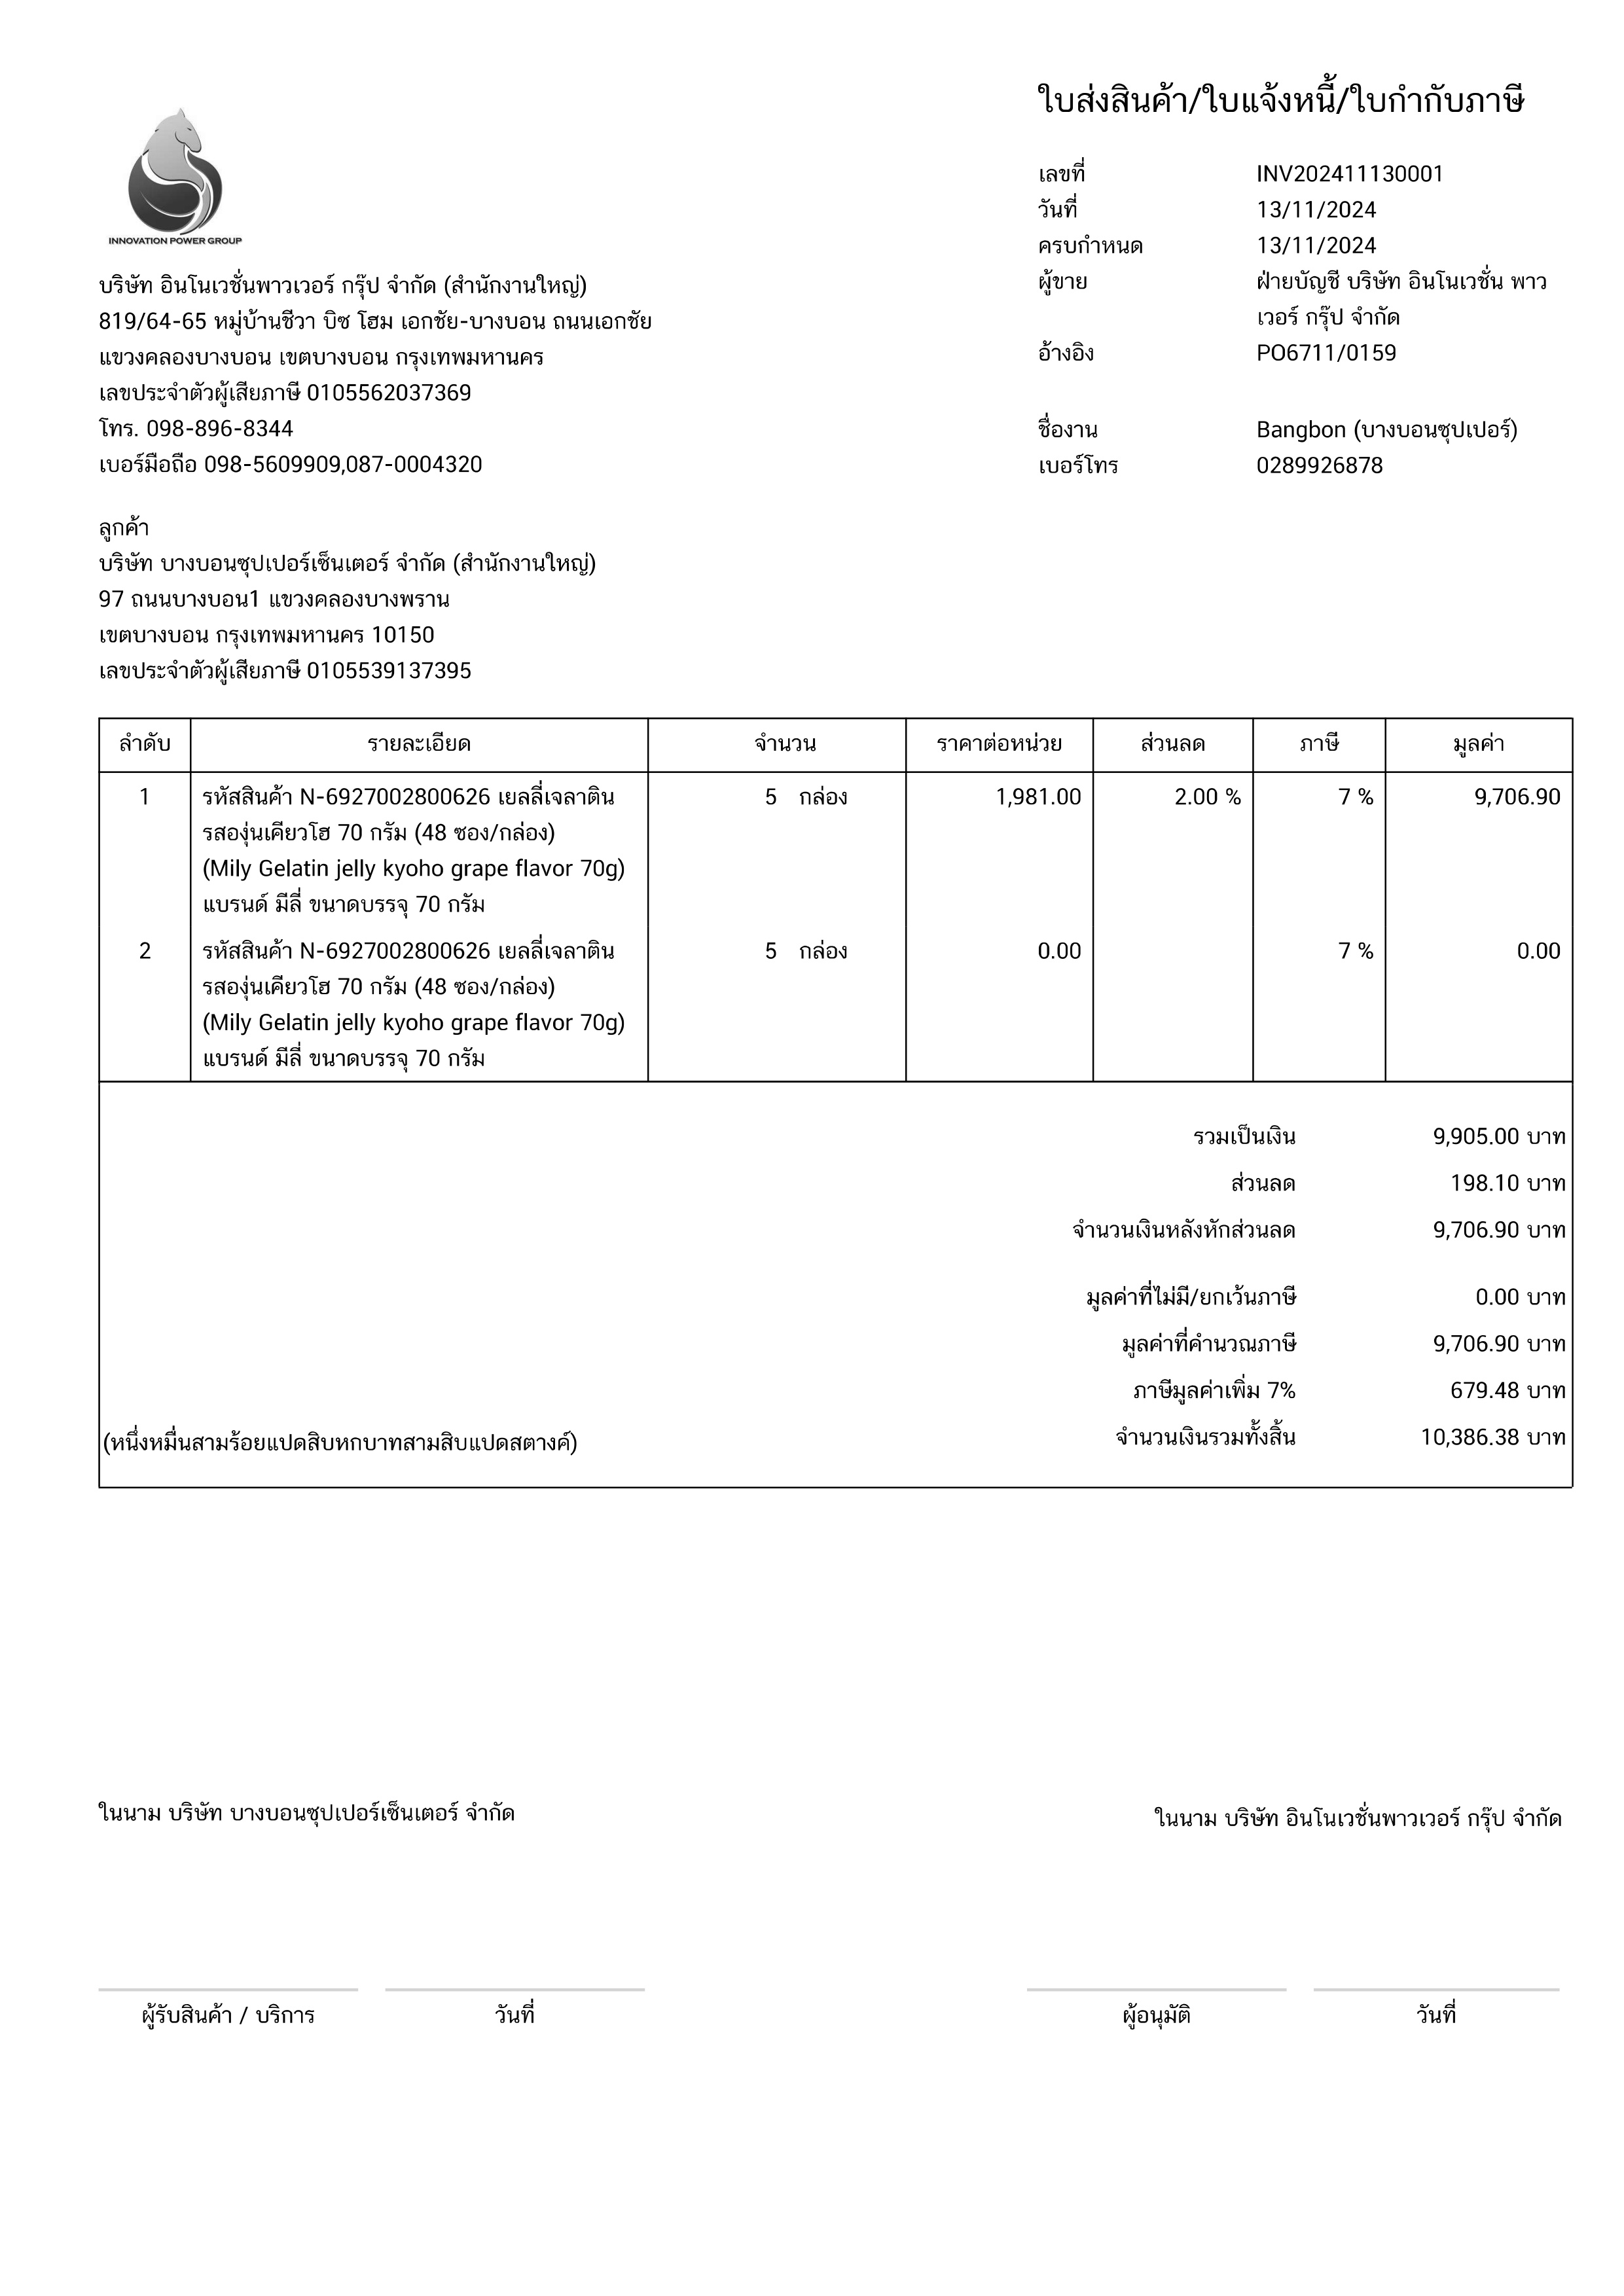 ใบส่งสินค้า/ใบแจ้งหนี้/ใบกำกับภาษี
INNOVATION POWER GROUP
เลขที่ INV202411130001
วันที่ 13/11/2024
ครบกำหนด 13/11/2024
ผู้ขาย ฝ่ายบัญชี บริษัท อินโนเวชั่น พาว
เวอร์ กรุ๊ป จำกัด
อ้างอิง PO6711/0159
ชื่องาน Bangbon (บางบอนซุปเปอร์)
เบอร์โทร 0289926878
บริษัท อินโนเวชั่นพาวเวอร์ กรุ๊ป จำกัด (สำนักงานใหญ่)
819/64-65 หมู่บ้านชีวา บิซ โฮม เอกชัย-บางบอน ถนนเอกชัย
แขวงคลองบางบอน เขตบางบอน กรุงเทพมหานคร
เลขประจำตัวผู้เสียภาษี 0105562037369
โทร. 098-896-8344
เบอร์มือถือ 098-5609909,087-0004320
ลูกค้า
บริษัท บางบอนซุปเปอร์เซ็นเตอร์ จำกัด (สำนักงานใหญ่)
97 ถนนบางบอน1 แขวงคลองบางพราน
เขตบางบอน กรุงเทพมหานคร 10150
เลขประจำตัวผู้เสียภาษี 0105539137395
ลำดับ รายละเอียด จำนวน ราคาต่อหน่วย ส่วนลด ภาษี มูลค่า
1 รหัสสินค้า N-6927002800626 เยลลี่เจลาติน 5 กล่อง 1,981.00 2.00 % 7 % 9,706.90
รสองุ่นเคียวโฮ 70 กรัม (48 ซอง/กล่อง)
(Mily Gelatin jelly kyoho grape flavor 70g)
แบรนด์ มีลี่ ขนาดบรรจุ 70 กรัม
2 รหัสสินค้า N-6927002800626 เยลลี่เจลาติน 5 กล่อง 0.00 7 % 0.00
รสองุ่นเคียวโฮ 70 กรัม (48 ซอง/กล่อง)
(Mily Gelatin jelly kyoho grape flavor 70g)
แบรนด์ มีลี่ ขนาดบรรจุ 70 กรัม
รวมเป็นเงิน 9,905.00 บาท
ส่วนลด 198.10 บาท
จำนวนเงินหลังหักส่วนลด 9,706.90 บาท
มูลค่าที่ไม่มี/ยกเว้นภาษี 0.00 บาท
มูลค่าที่คำนวณภาษี 9,706.90 บาท
ภาษีมูลค่าเพิ่ม 7% 679.48 บาท
(หนึ่งหมื่นสามร้อยแปดสิบหกบาทสามสิบแปดสตางค์) จำนวนเงินรวมทั้งสิ้น 10,386.38 บาท
ในนาม บริษัท บางบอนซุปเปอร์เซ็นเตอร์ จำกัด ในนาม บริษัท อินโนเวชั่นพาวเวอร์ กรุ๊ป จำกัด
ผู้รับสินค้า / บริการ วันที่ ผู้อนุมัติ วันที่